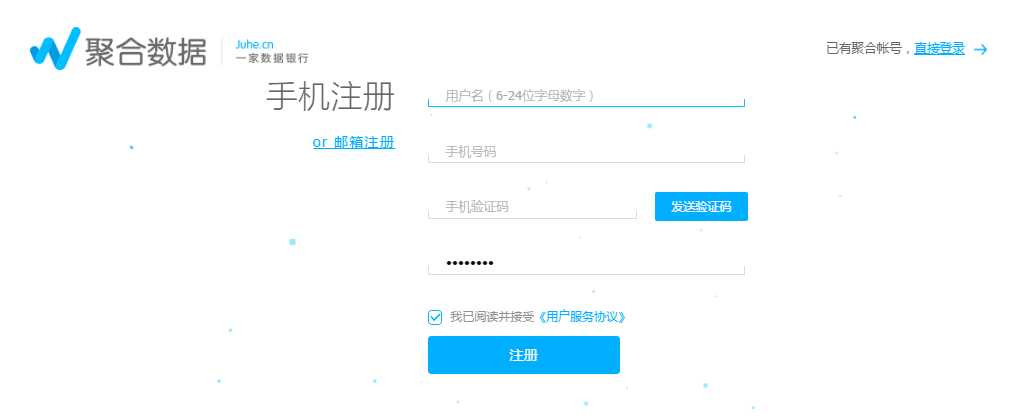 聚合数据
Juhe.cn
一家数据银行
已有聚合帐号，直接登录
手机注册
用户名（6-24位字母数字）
or 邮箱注册
手机号码
手机验证码
发送验证码
••••••••
我已阅读并接受《用户服务协议》
注册